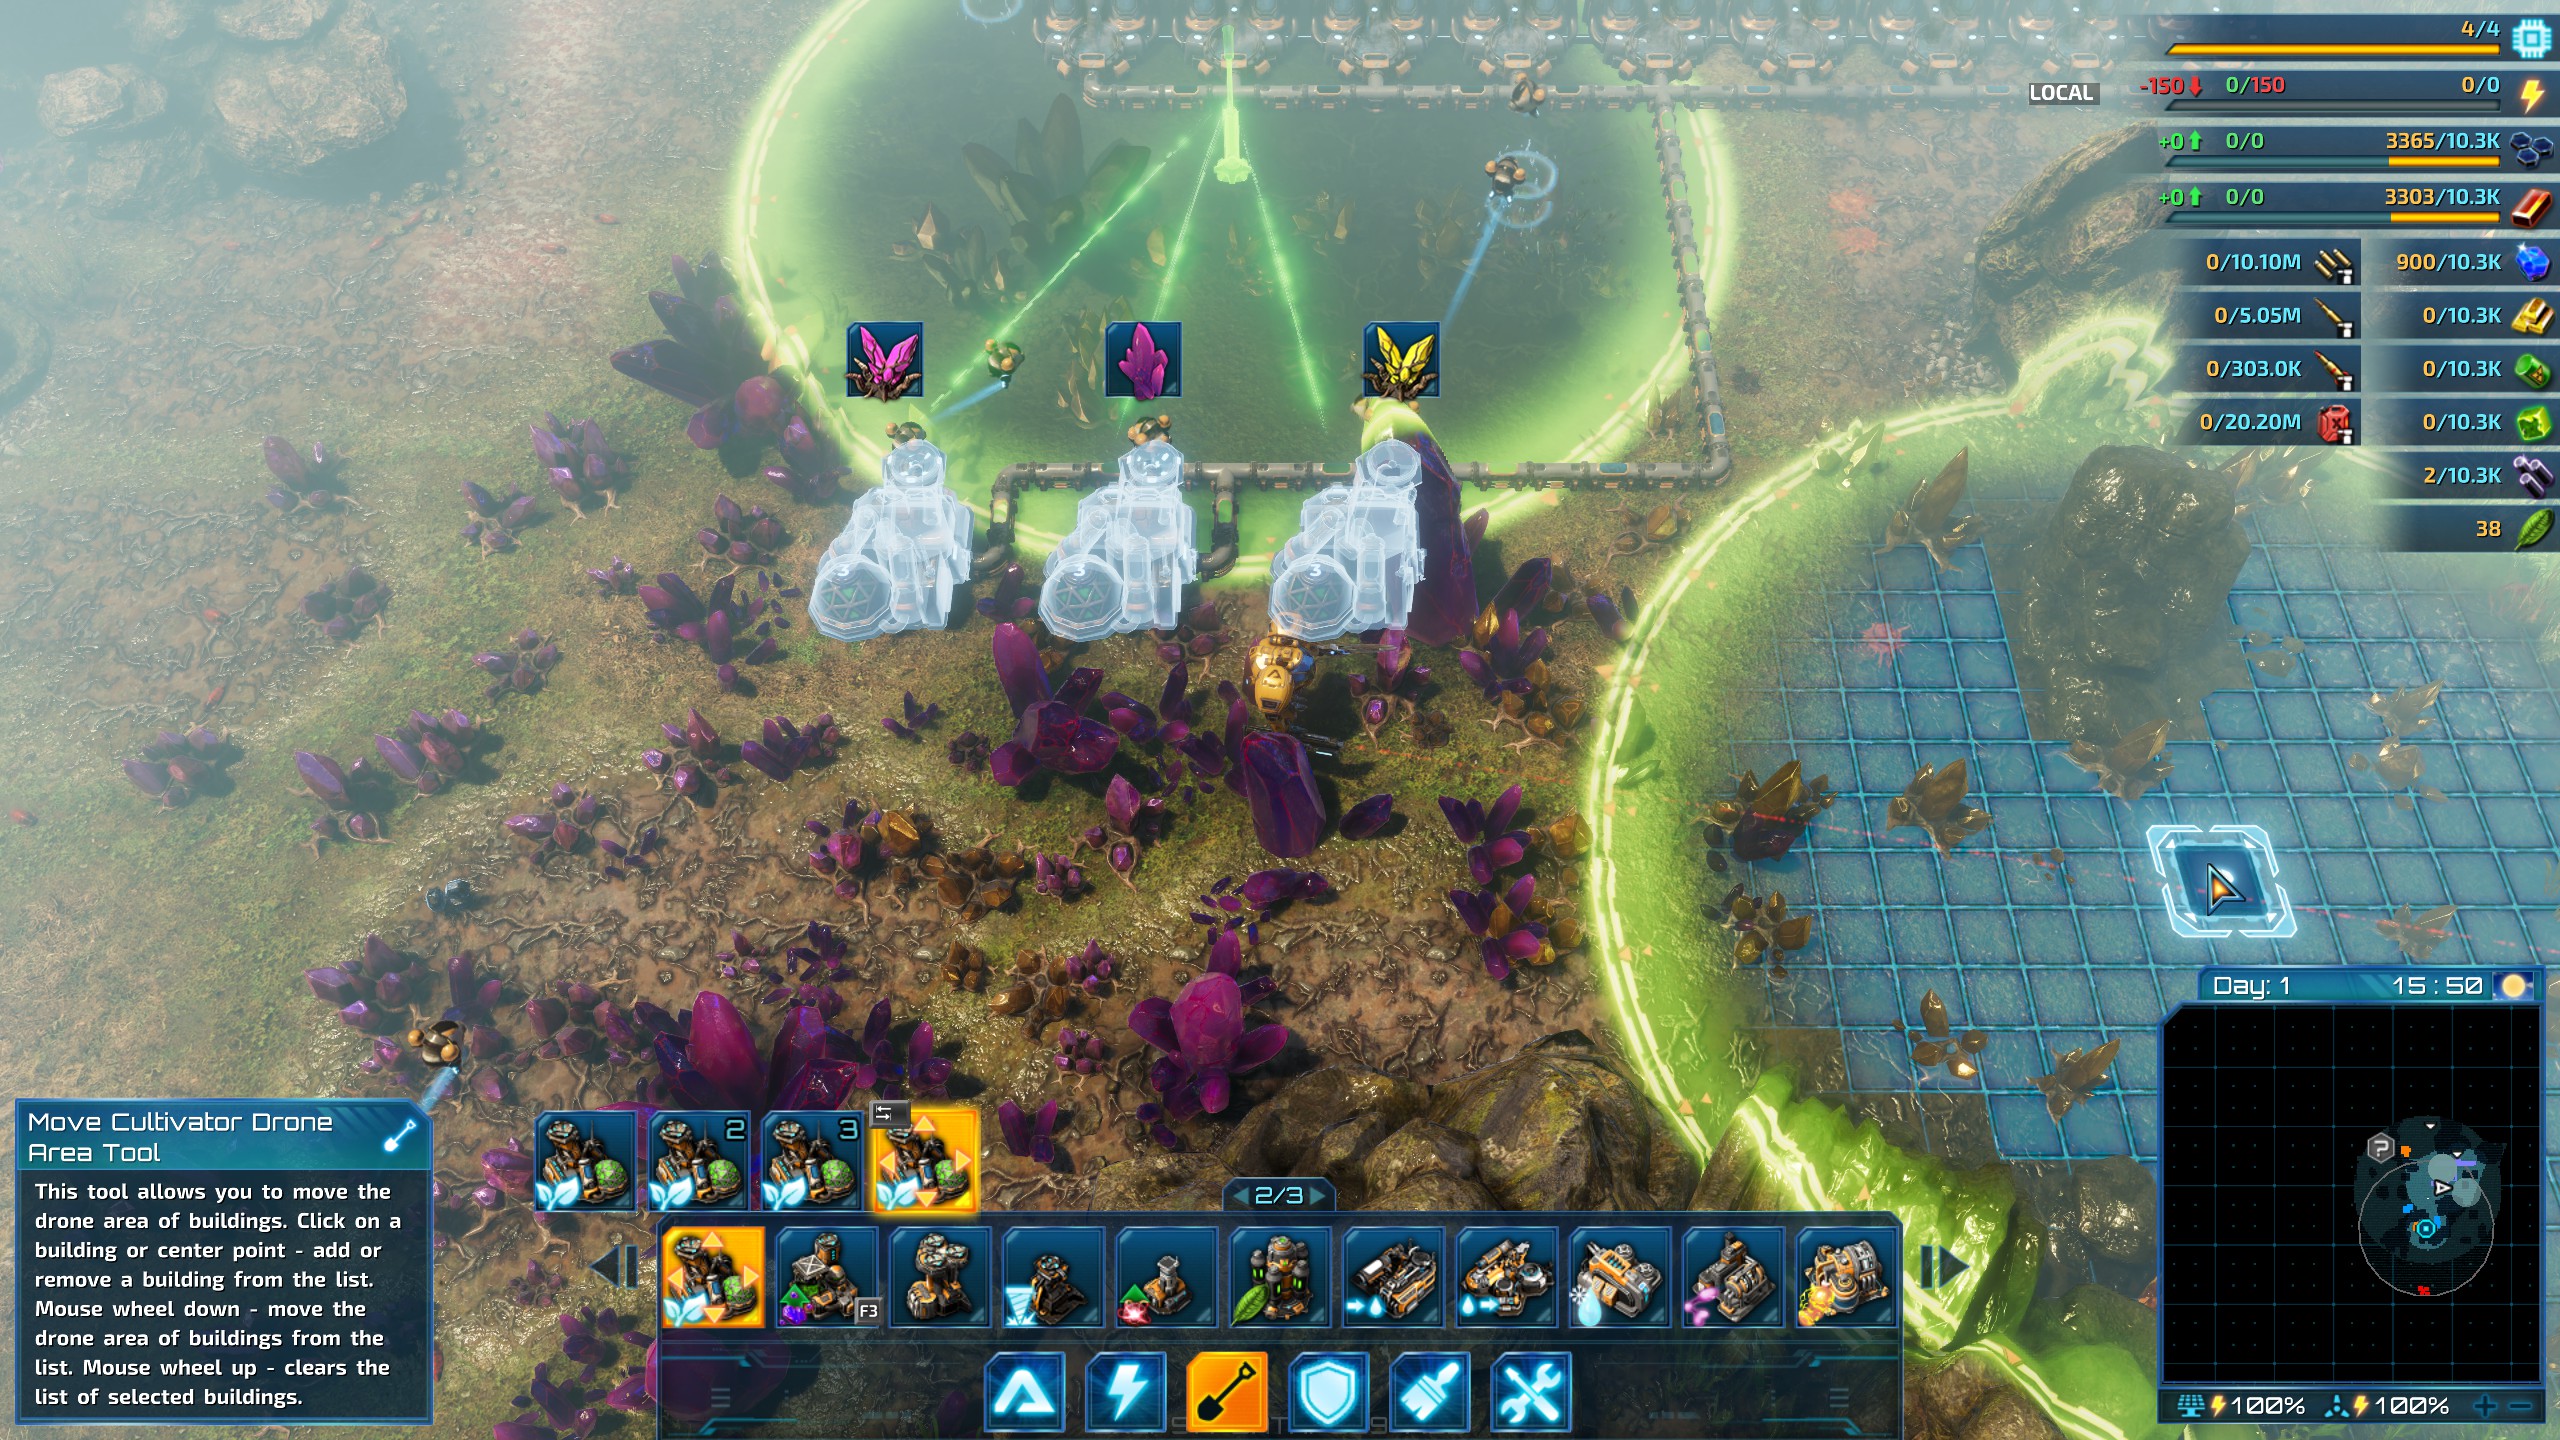 4/4
LOCAL
-150 0/150 0/0
+0 0/0 3365/10.3K
+0 0/0 3303/10.3K
0/10.10M 900/10.3K
0/5.05M 0/10.3K
0/303.0K 0/10.3K
0/20.20M 0/10.3K
2/10.3K
38
3 3 3
Day: 1 15:50
?
Move Cultivator Drone
Area Tool
This tool allows you to move the
drone area of buildings. Click on a
building or center point - add or
remove a building from the list.
Mouse wheel down - move the
drone area of buildings from the
list. Mouse wheel up - clears the
list of selected buildings.
2 3
2/3
F3
100% 100%